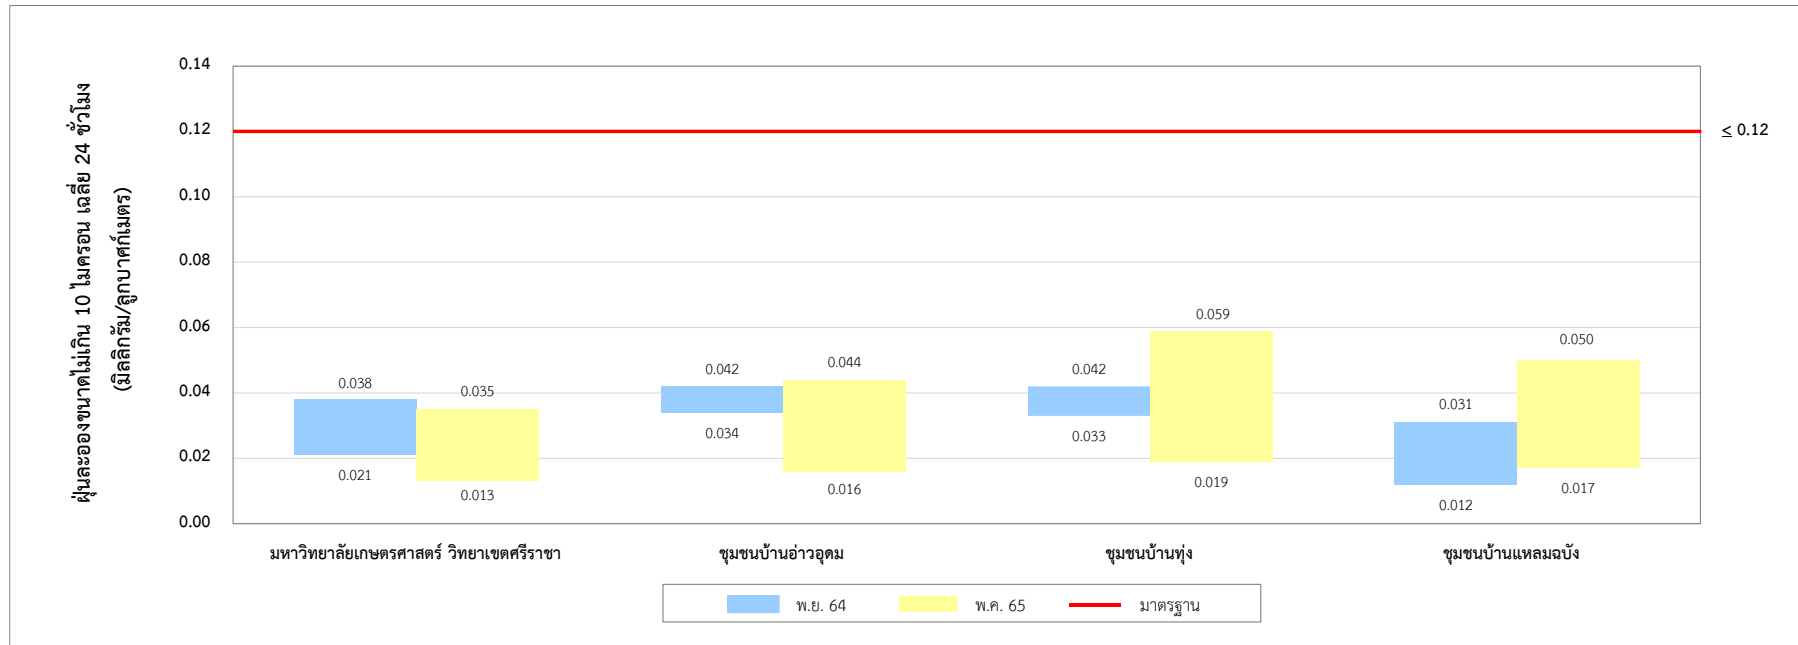 ฝุ่นละอองขนาดไม่เกิน 10 ไมครอน เฉลี่ย 24 ชั่วโมง
(มิลลิกรัม/ลูกบาศก์เมตร)
0.14
0.12
≤ 0.12
0.10
0.08
0.06
0.04
0.02
0.00
0.038
0.035
0.042
0.044
0.042
0.059
0.031
0.050
0.021
0.013
0.034
0.016
0.033
0.019
0.012
0.017
มหาวิทยาลัยเกษตรศาสตร์ วิทยาเขตศรีราชา
ชุมชนบ้านอ่าวอุดม
ชุมชนบ้านทุ่ง
ชุมชนบ้านแหลมฉบัง
พ.ย. 64
พ.ค. 65
มาตรฐาน